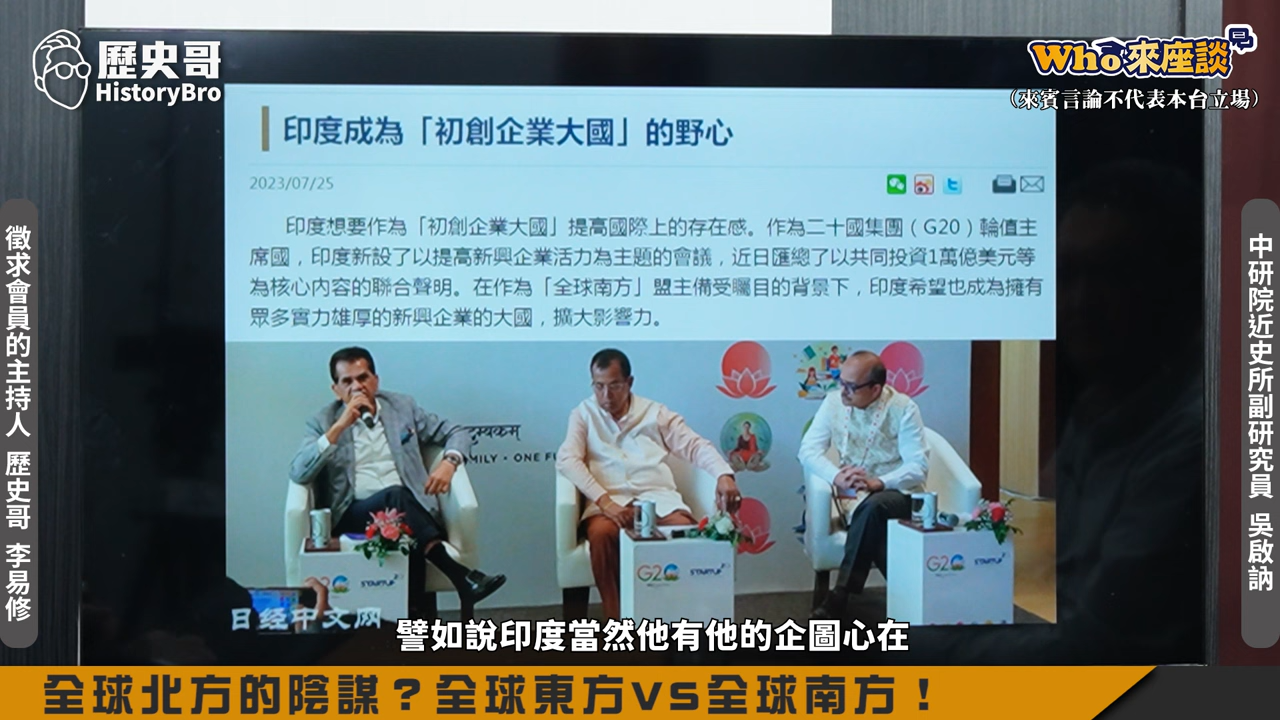 歷史哥
HistoryBro
Who來座談
(來賓言論不代表本台立場)
印度成為「初創企業大國」的野心
2023/07/25
印度想要作為「初創企業大國」提高國際上的存在感。作為二十國集團(G20)輪值主
席國,印度新設了以提高新興企業活力為主題的會議,近日匯總了以共同投資1萬億美元等
為核心內容的聯合聲明。在作為「全球南方」盟主備受矚目的背景下,印度希望也成為擁有
眾多實力雄厚的新興企業的大國,擴大影響力。
徵求會員的主持人 歷史哥 李易修
中研院近史所副研究員 吳啟訥
MILY • ONE FU
G20
STARTUP
G20
STARTUP
G20
STARTUP
日经中文网
譬如說印度當然他有他的企圖心在
全球北方的陰謀?全球東方vs全球南方!